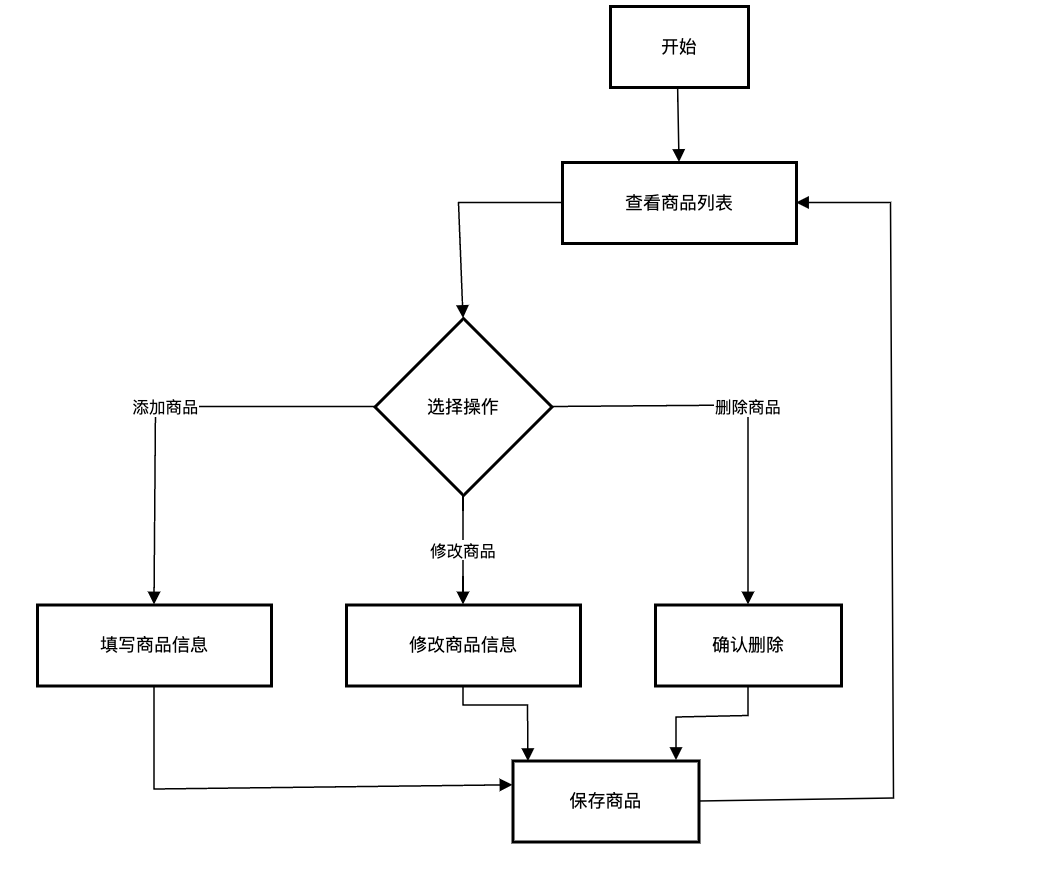 开始
查看商品列表
选择操作
添加商品
删除商品
修改商品
填写商品信息
修改商品信息
确认删除
保存商品